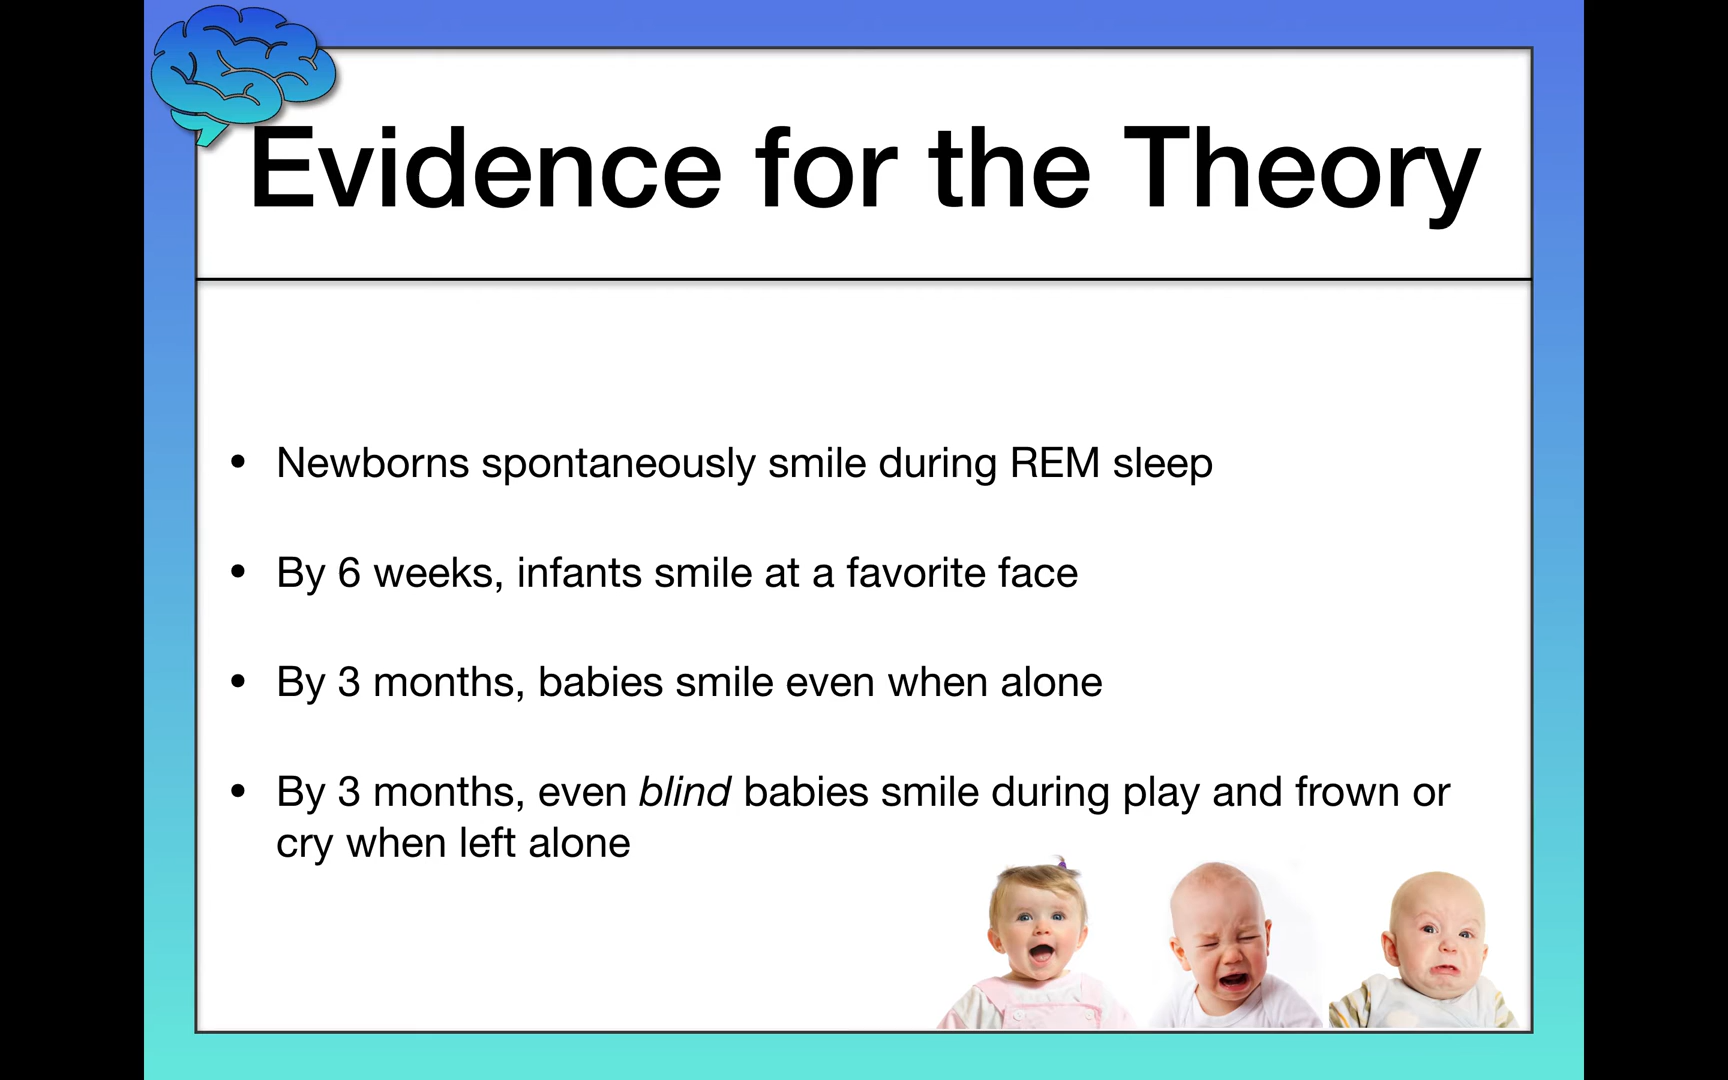 Evidence for the Theory
• Newborns spontaneously smile during REM sleep
• By 6 weeks, infants smile at a favorite face
• By 3 months, babies smile even when alone
• By 3 months, even blind babies smile during play and frown or
cry when left alone